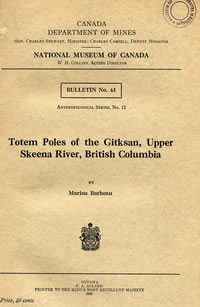 CANADA
DEPARTMENT OF MINES
HON. CHARLES STEWART, MINISTER; CHARLES CAMSELL, DEPUTY MINISTER
NATIONAL MUSEUM OF CANADA
W. H. COLLINS, ACTING DIRECTOR
BULLETIN No. 61
ANTHROPOLOGICAL SERIES, No. 12
Totem Poles of the Gitksan, Upper
Skeena River, British Columbia
BY
Marius Barbeau
OTTAWA
F. A. ACLAND
PRINTER TO THE KING'S MOST EXCELLENT MAJESTY
1929
Price, 40 cents